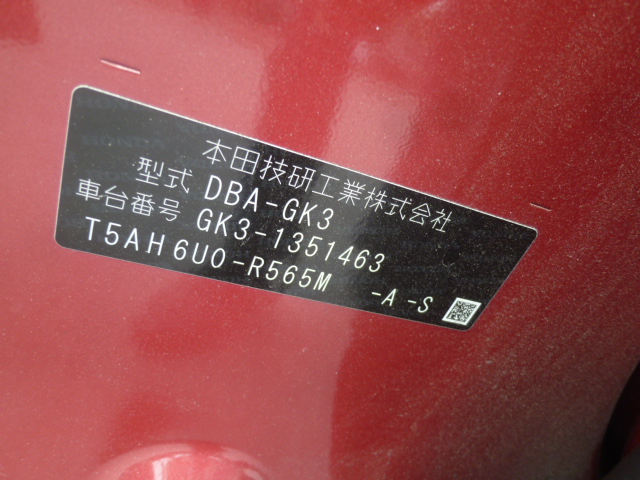 本田技研工業株式会社
型式 DBA-GK3
車台番号 GK3-1351463
T5AH6U0-R565M -A -S